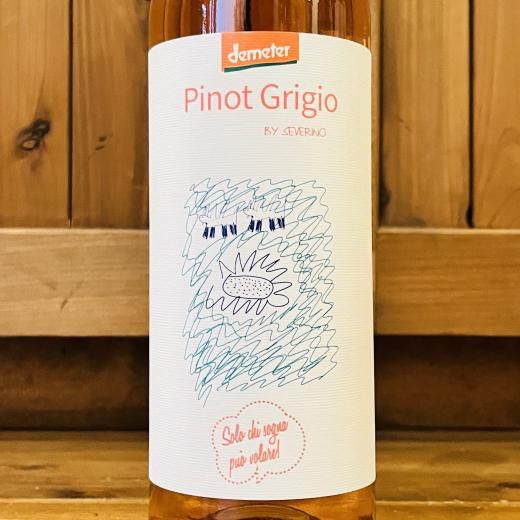 demeter
Pinot Grigio
BY SEVERINO
Solo chi sogna
può volare!